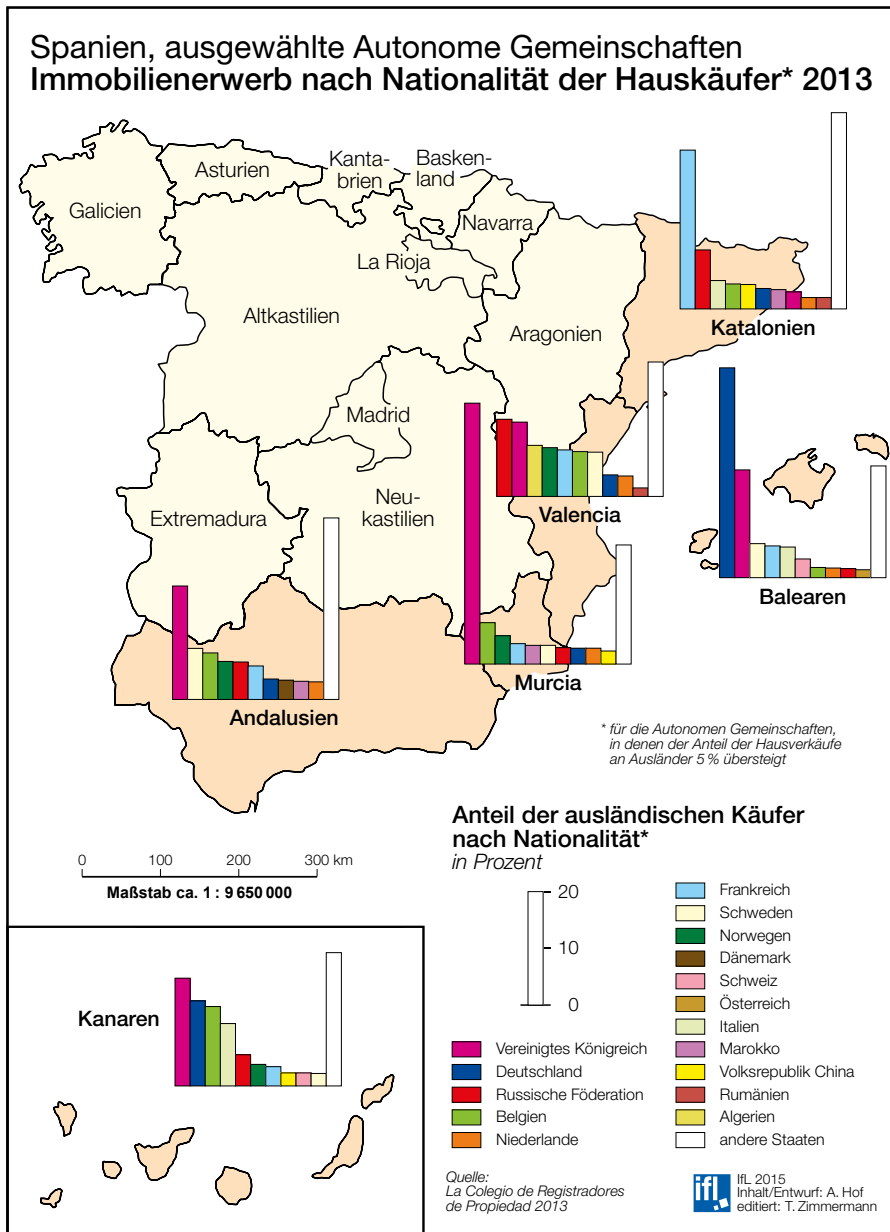 Spanien, ausgewählte Autonome Gemeinschaften
Immobilienerwerb nach Nationalität der Hauskäufer* 2013
Galicien
Asturien
Kanta-
brien
Basken-
land
Navarra
La Rioja
Altkastilien
Aragonien
Katalonien
Madrid
Neu-
kastilien
Extremadura
Valencia
Balearen
Murcia
Andalusien
* für die Autonomen Gemeinschaften,
in denen der Anteil der Hausverkäufe
an Ausländer 5 % übersteigt
0 100 200 300 km
Maßstab ca. 1 : 9 650 000
Kanaren
Anteil der ausländischen Käufer
nach Nationalität*
in Prozent
20
10
0
Vereinigtes Königreich
Deutschland
Russische Föderation
Belgien
Niederlande
Frankreich
Schweden
Norwegen
Dänemark
Schweiz
Österreich
Italien
Marokko
Volksrepublik China
Rumänien
Algerien
andere Staaten
Quelle:
La Colegio de Registradores
de Propiedad 2013
ifl
IfL 2015
Inhalt/Entwurf: A. Hof
editiert: T. Zimmermann